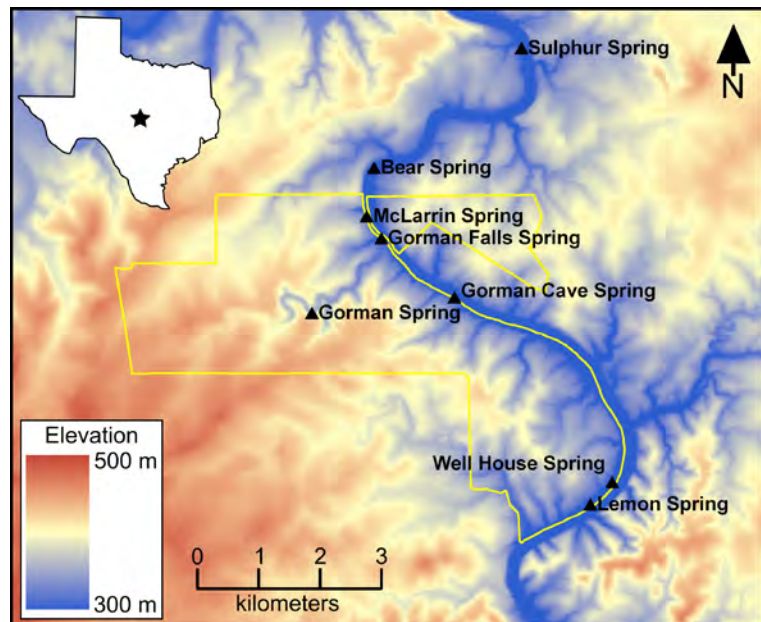 Sulphur Spring
N
Bear Spring
McLarrin Spring
Gorman Falls Spring
Gorman Cave Spring
Gorman Spring
Elevation
500 m
300 m
Well House Spring
Lemon Spring
0 1 2 3
kilometers